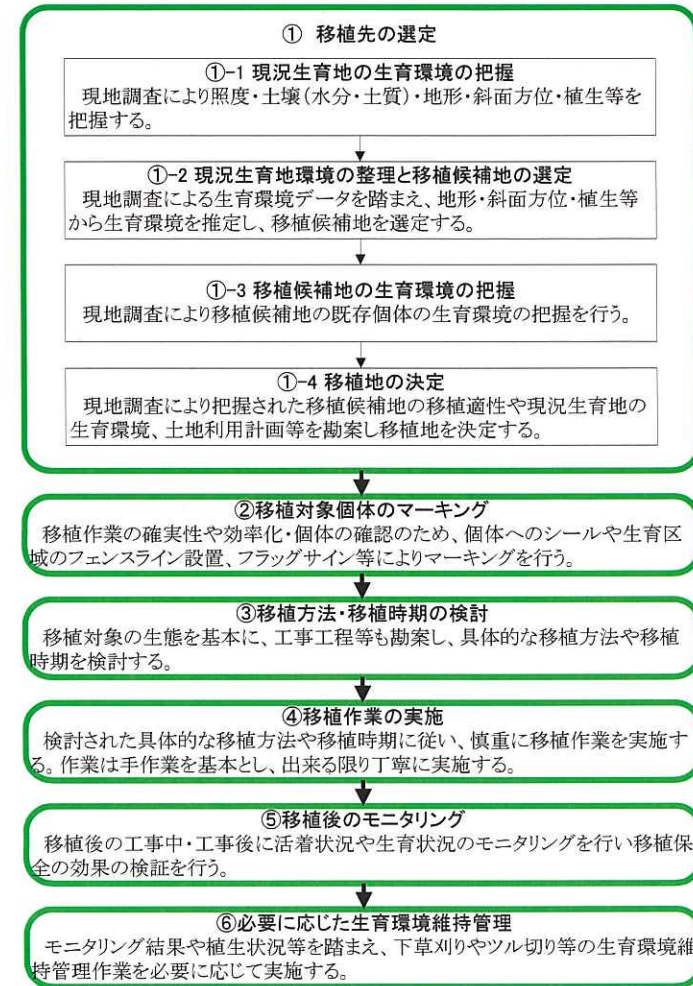 ① 移植先の選定
①-1 現況生育地の生育環境の把握
現地調査により照度・土壌(水分・土質)・地形・斜面方位・植生等を
把握する。
①-2 現況生育地環境の整理と移植候補地の選定
現地調査による生育環境データを踏まえ、地形・斜面方位・植生等
から生育環境を推定し、移植候補地を選定する。
①-3 移植候補地の生育環境の把握
現地調査により移植候補地の既存個体の生育環境の把握を行う。
①-4 移植地の決定
現地調査により把握された移植候補地の移植適性や現況生育地の
生育環境、土地利用計画等を勘案し移植地を決定する。
②移植対象個体のマーキング
移植作業の確実性や効率化・個体の確認のため、個体へのシールや生育区
域のフェンスライン設置、フラッグサイン等によりマーキングを行う。
③移植方法・移植時期の検討
移植対象の生態を基本に、工事工程等も勘案し、具体的な移植方法や移植
時期を検討する。
④移植作業の実施
検討された具体的な移植方法や移植時期に従い、慎重に移植作業を実施す
る。作業は手作業を基本とし、出来る限り丁寧に実施する。
⑤移植後のモニタリング
移植後の工事中・工事後に活着状況や生育状況のモニタリングを行い移植保
全の効果の検証を行う。
⑥必要に応じた生育環境維持管理
モニタリング結果や植生状況等を踏まえ、下草刈りやツル切り等の生育環境維
持管理作業を必要に応じて実施する。